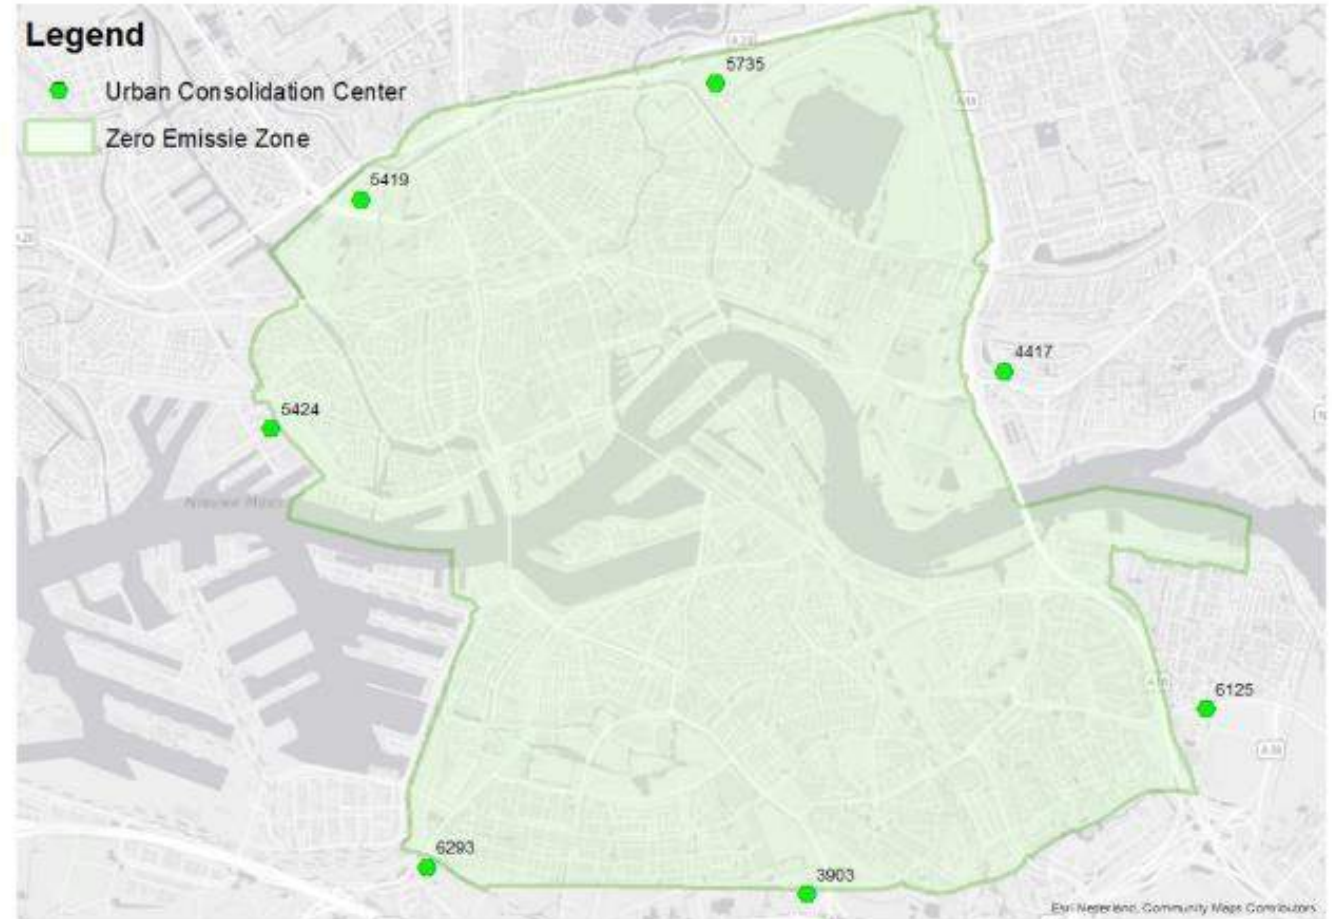 Legend
Urban Consolidation Center
Zero Emissie Zone
5735
5419
4417
5424
6125
6293
3903
Esri Nederland, Community Maps Contributors